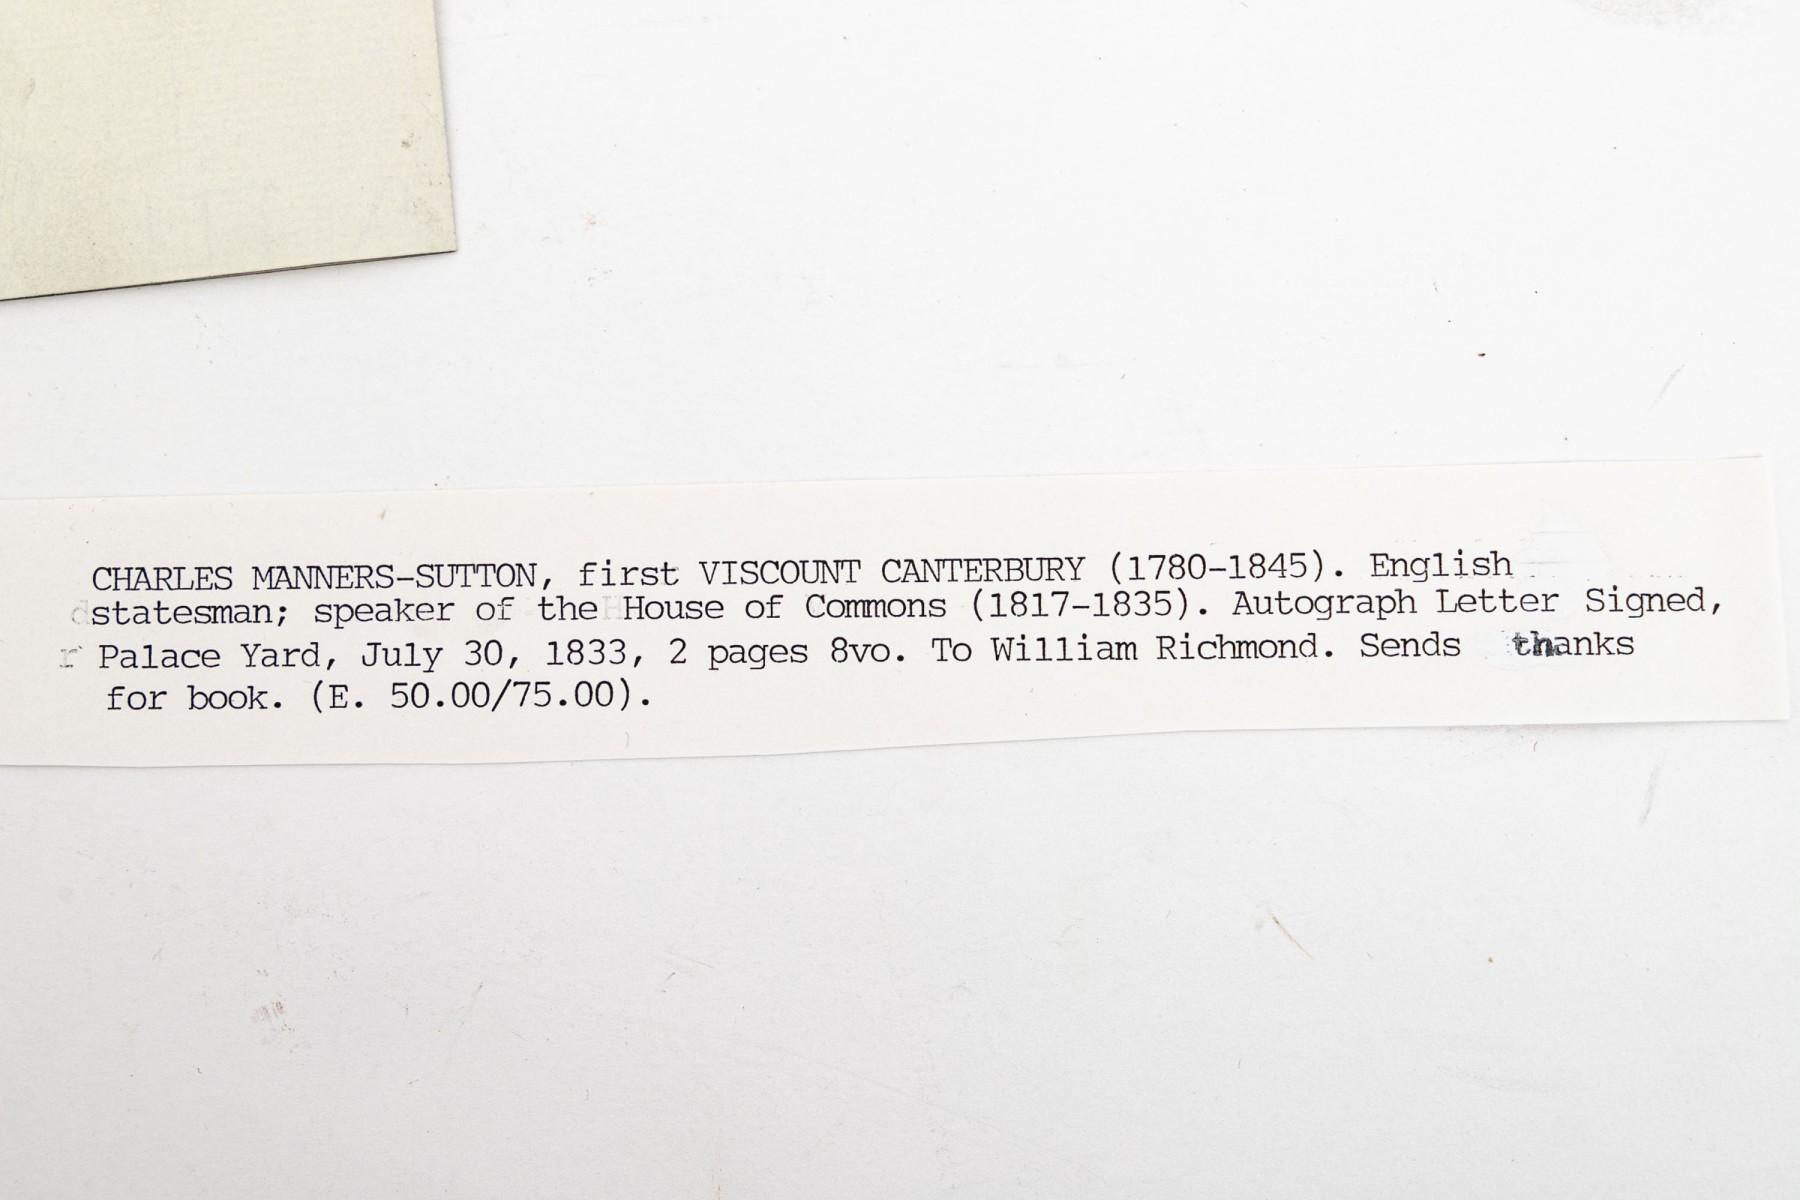 CHARLES MANNERS-SUTTON, first VISCOUNT CANTERBURY (1780-1845). English
statesman; speaker of the House of Commons (1817-1835). Autograph Letter Signed,
Palace Yard, July 30, 1833, 2 pages 8vo. To William Richmond. Sends thanks
for book. (E. 50.00/75.00).